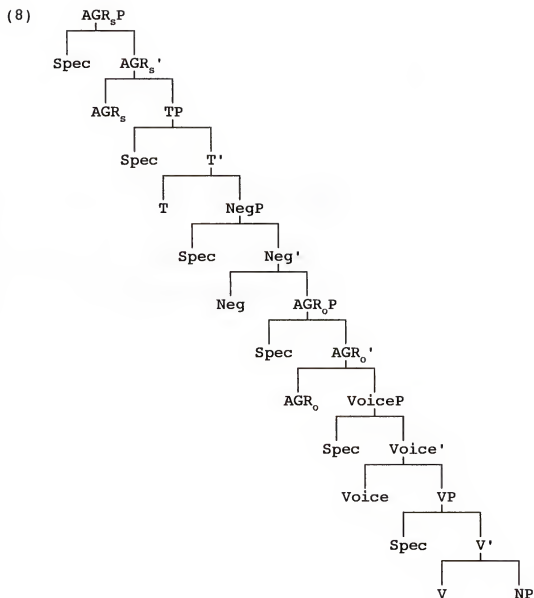 (8) AGRₛP
Spec AGRₛ'
AGRₛ TP
Spec T'
T NegP
Spec Neg'
Neg AGRₒP
Spec AGRₒ'
AGRₒ VoiceP
Spec Voice'
Voice VP
Spec V'
V NP